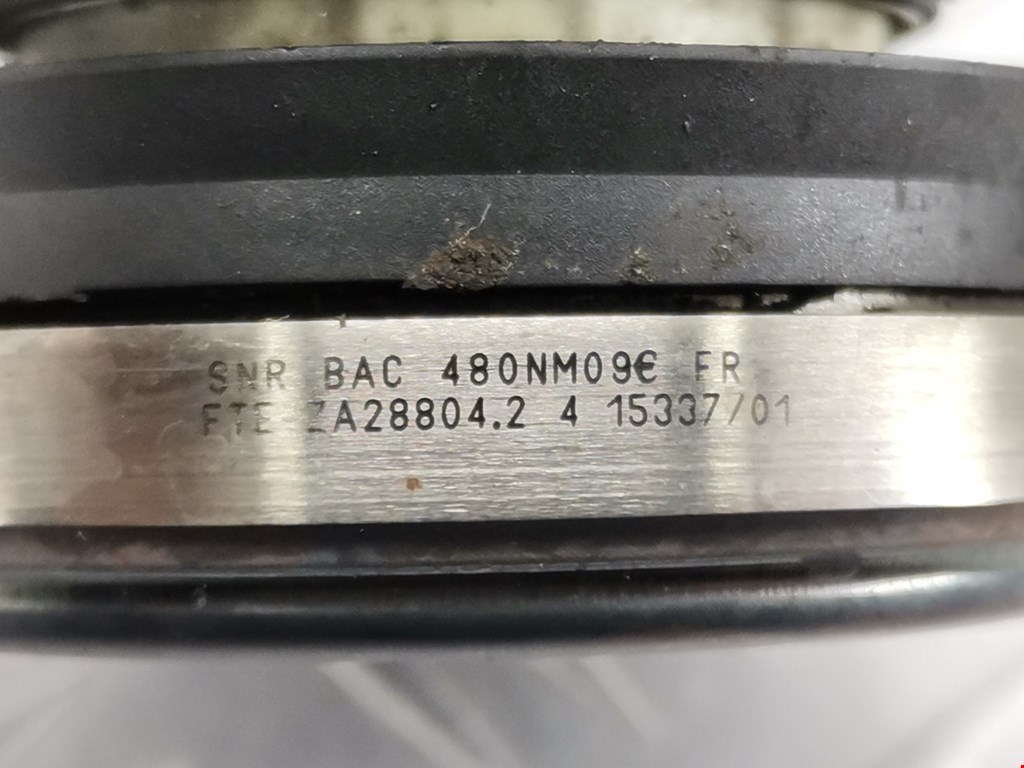 SNR BAC 480NM09€ FR
FTE ZA28804.2 4 15337/01